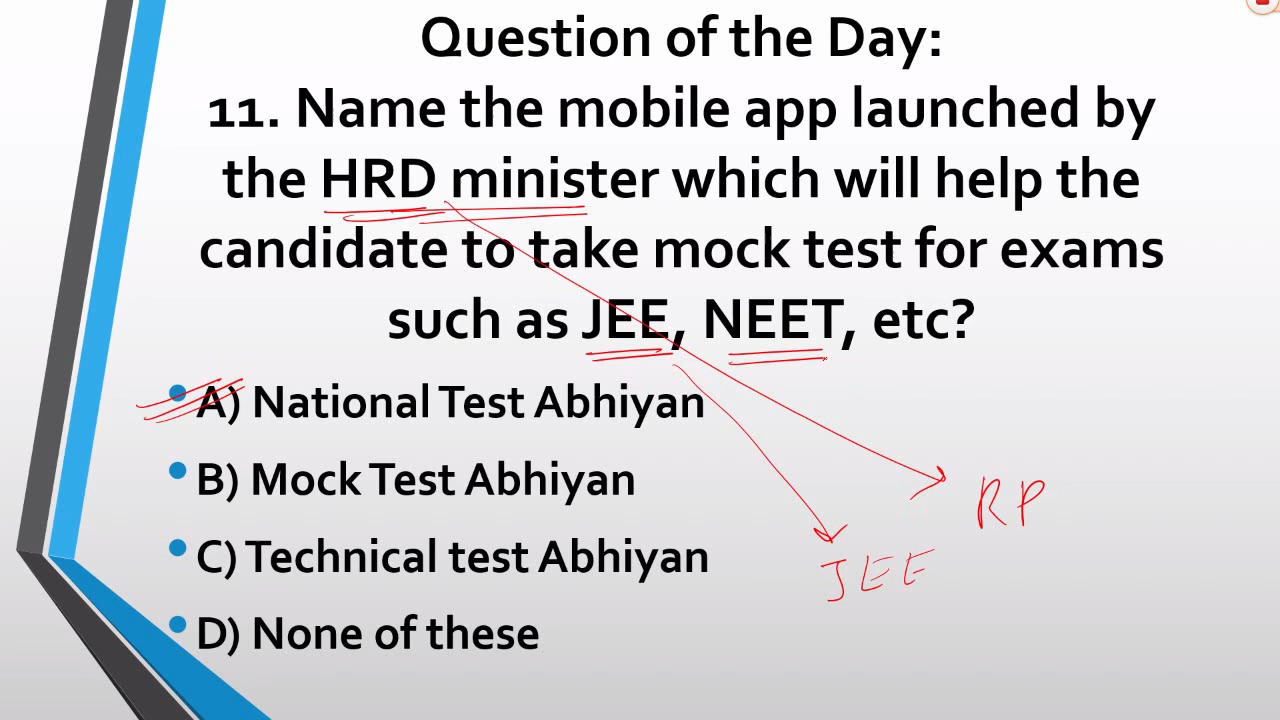 Question of the Day:
11. Name the mobile app launched by
the HRD minister which will help the
candidate to take mock test for exams
such as JEE, NEET, etc?
A) National Test Abhiyan
B) Mock Test Abhiyan
RP
C) Technical test Abhiyan
JEE
D) None of these